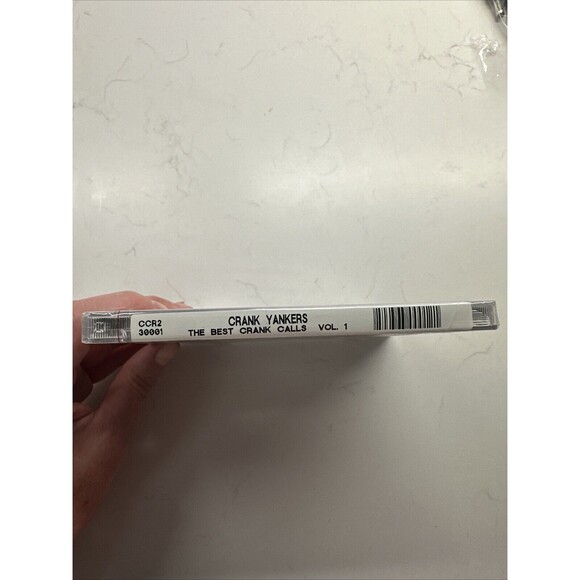 CCR2
30001
CRANK YANKERS
THE BEST CRANK CALLS VOL. 1